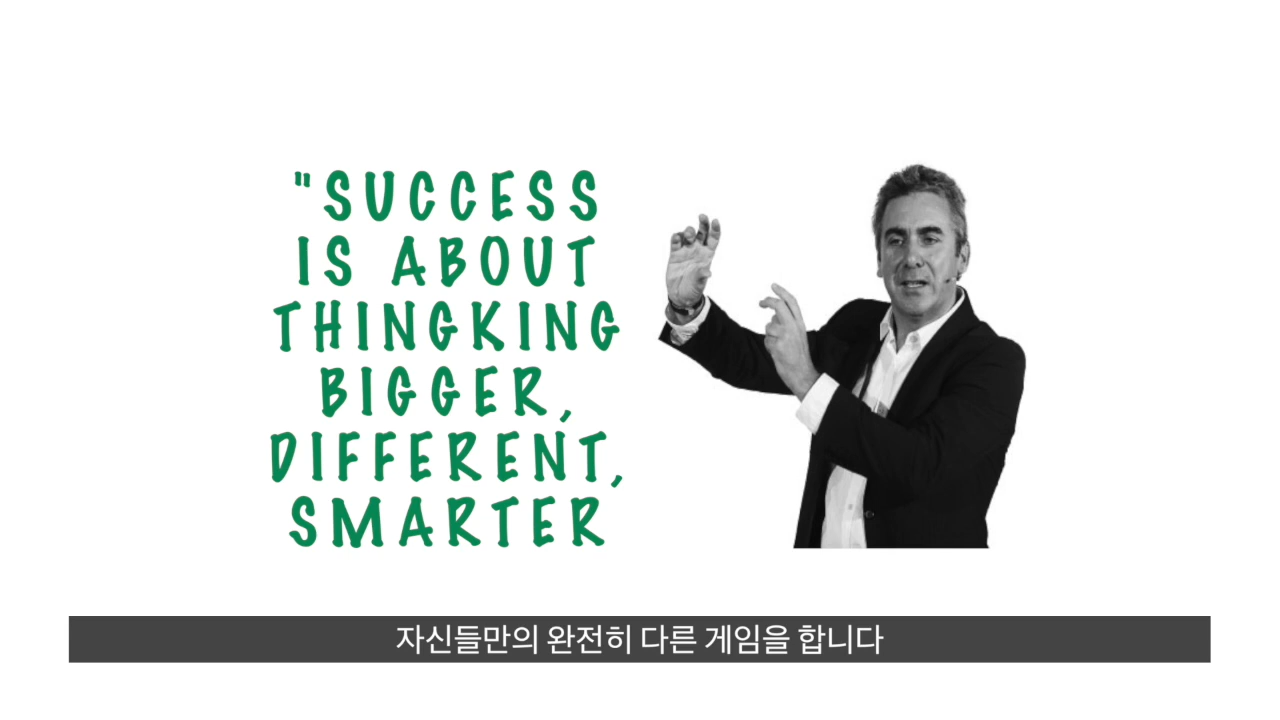 "SUCCESS
IS ABOUT
THINGKING
BIGGER,
DIFFERENT,
SMARTER
자신들만의 완전히 다른 게임을 합니다